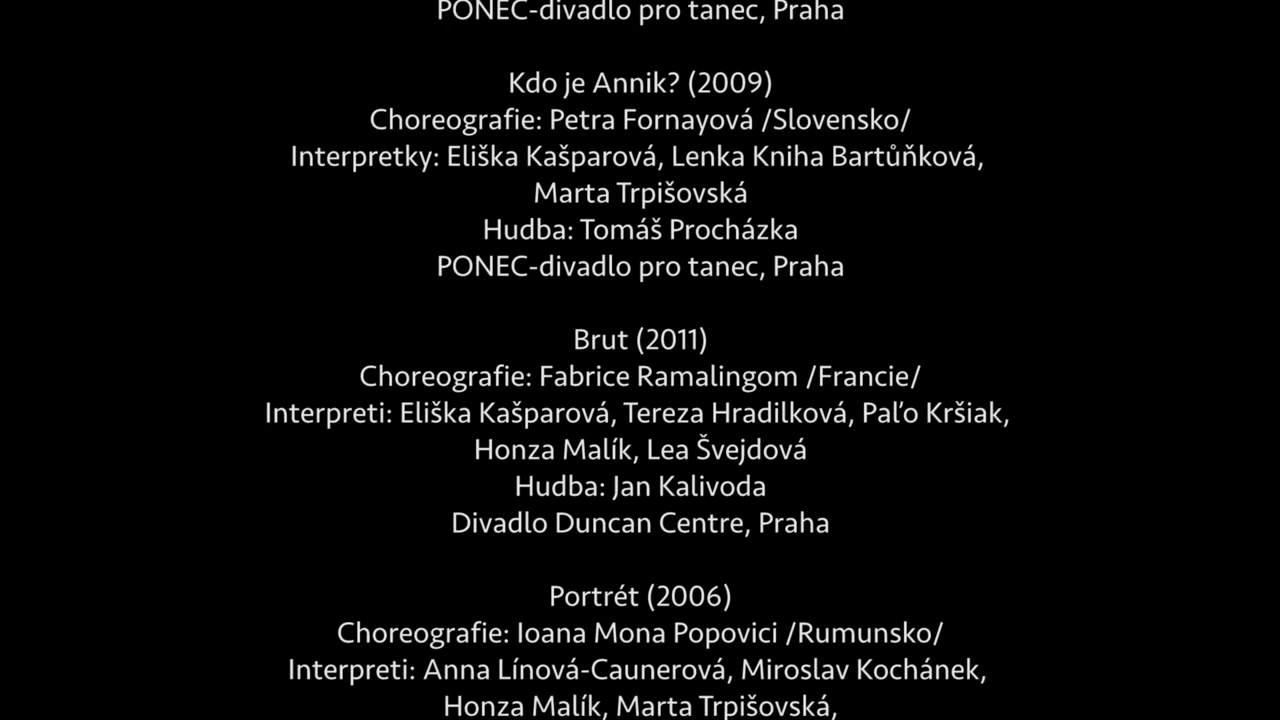 PONEC-divadlo pro tanec, Praha
Kdo je Annik? (2009)
Choreografie: Petra Fornayová /Slovensko/
Interpretky: Eliška Kašparová, Lenka Kniha Bartůňková,
Marta Trpišovská
Hudba: Tomáš Procházka
PONEC-divadlo pro tanec, Praha
Brut (2011)
Choreografie: Fabrice Ramalingom /Francie/
Interpreti: Eliška Kašparová, Tereza Hradilková, Paľo Kršiak,
Honza Malík, Lea Švejdová
Hudba: Jan Kalivoda
Divadlo Duncan Centre, Praha
Portrét (2006)
Choreografie: Ioana Mona Popovici /Rumunsko/
Interpreti: Anna Línová-Caunerová, Miroslav Kochánek,
Honza Malík, Marta Trpišovská,